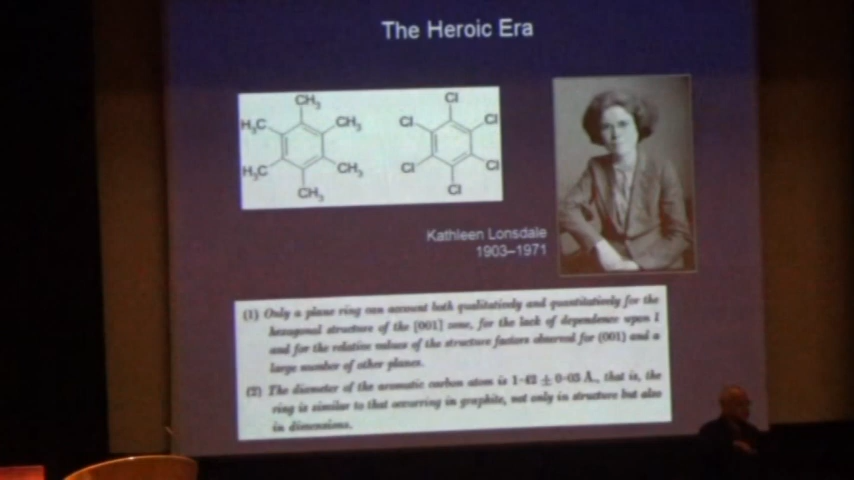 The Heroic Era
CH₃
H₃C
CH₃
H₃C
CH₃
CH₃
Cl
Cl
Cl
Cl
Cl
Cl
Kathleen Lonsdale
1903–1971
(1) Only a plane ring can account both qualitatively and quantitatively for the
hexagonal structure of the [001] zone, for the lack of dependence upon l
and for the relative values of the structure factors observed for (001) and a
large number of other planes.
(2) The diameter of the aromatic carbon atom is 1·42 ± 0·03 A., that is, the
ring is similar to that occurring in graphite, not only in structure but also
in dimensions.